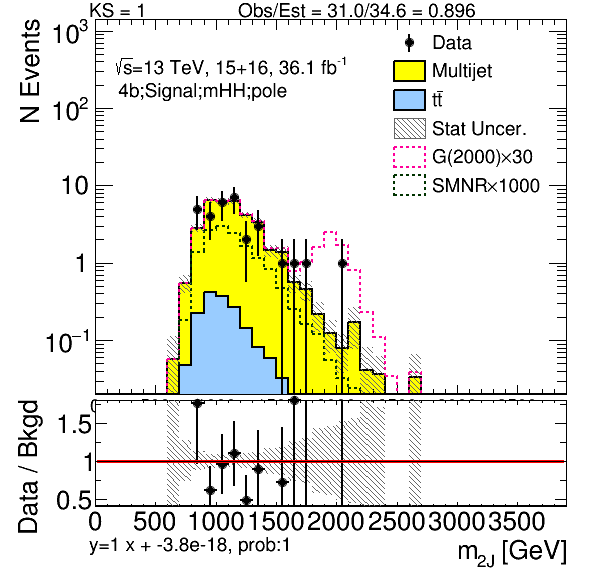 KS = 1 Obs/Est = 31.0/34.6 = 0.896
N Events
10³
10²
10
1
10⁻¹
√s=13 TeV, 15+16, 36.1 fb⁻¹
4b;Signal;mHH;pole
Data
Multijet
tt̄
Stat Uncer.
G(2000)×30
SMNR×1000
Data / Bkgd
1.5
1
0.5
0 500 1000 1500 2000 2500 3000 3500
m2J [GeV]
y=1 x + -3.8e-18, prob:1